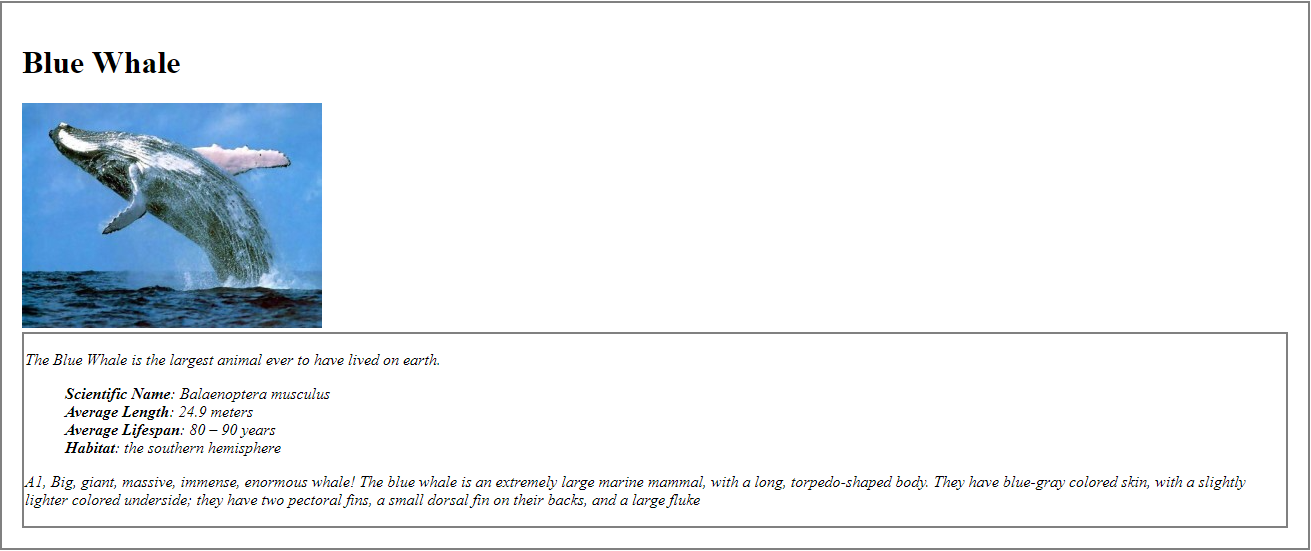 Blue Whale
The Blue Whale is the largest animal ever to have lived on earth.
Scientific Name: Balaenoptera musculus
Average Length: 24.9 meters
Average Lifespan: 80 – 90 years
Habitat: the southern hemisphere
A1, Big, giant, massive, immense, enormous whale! The blue whale is an extremely large marine mammal, with a long, torpedo-shaped body. They have blue-gray colored skin, with a slightly
lighter colored underside; they have two pectoral fins, a small dorsal fin on their backs, and a large fluke